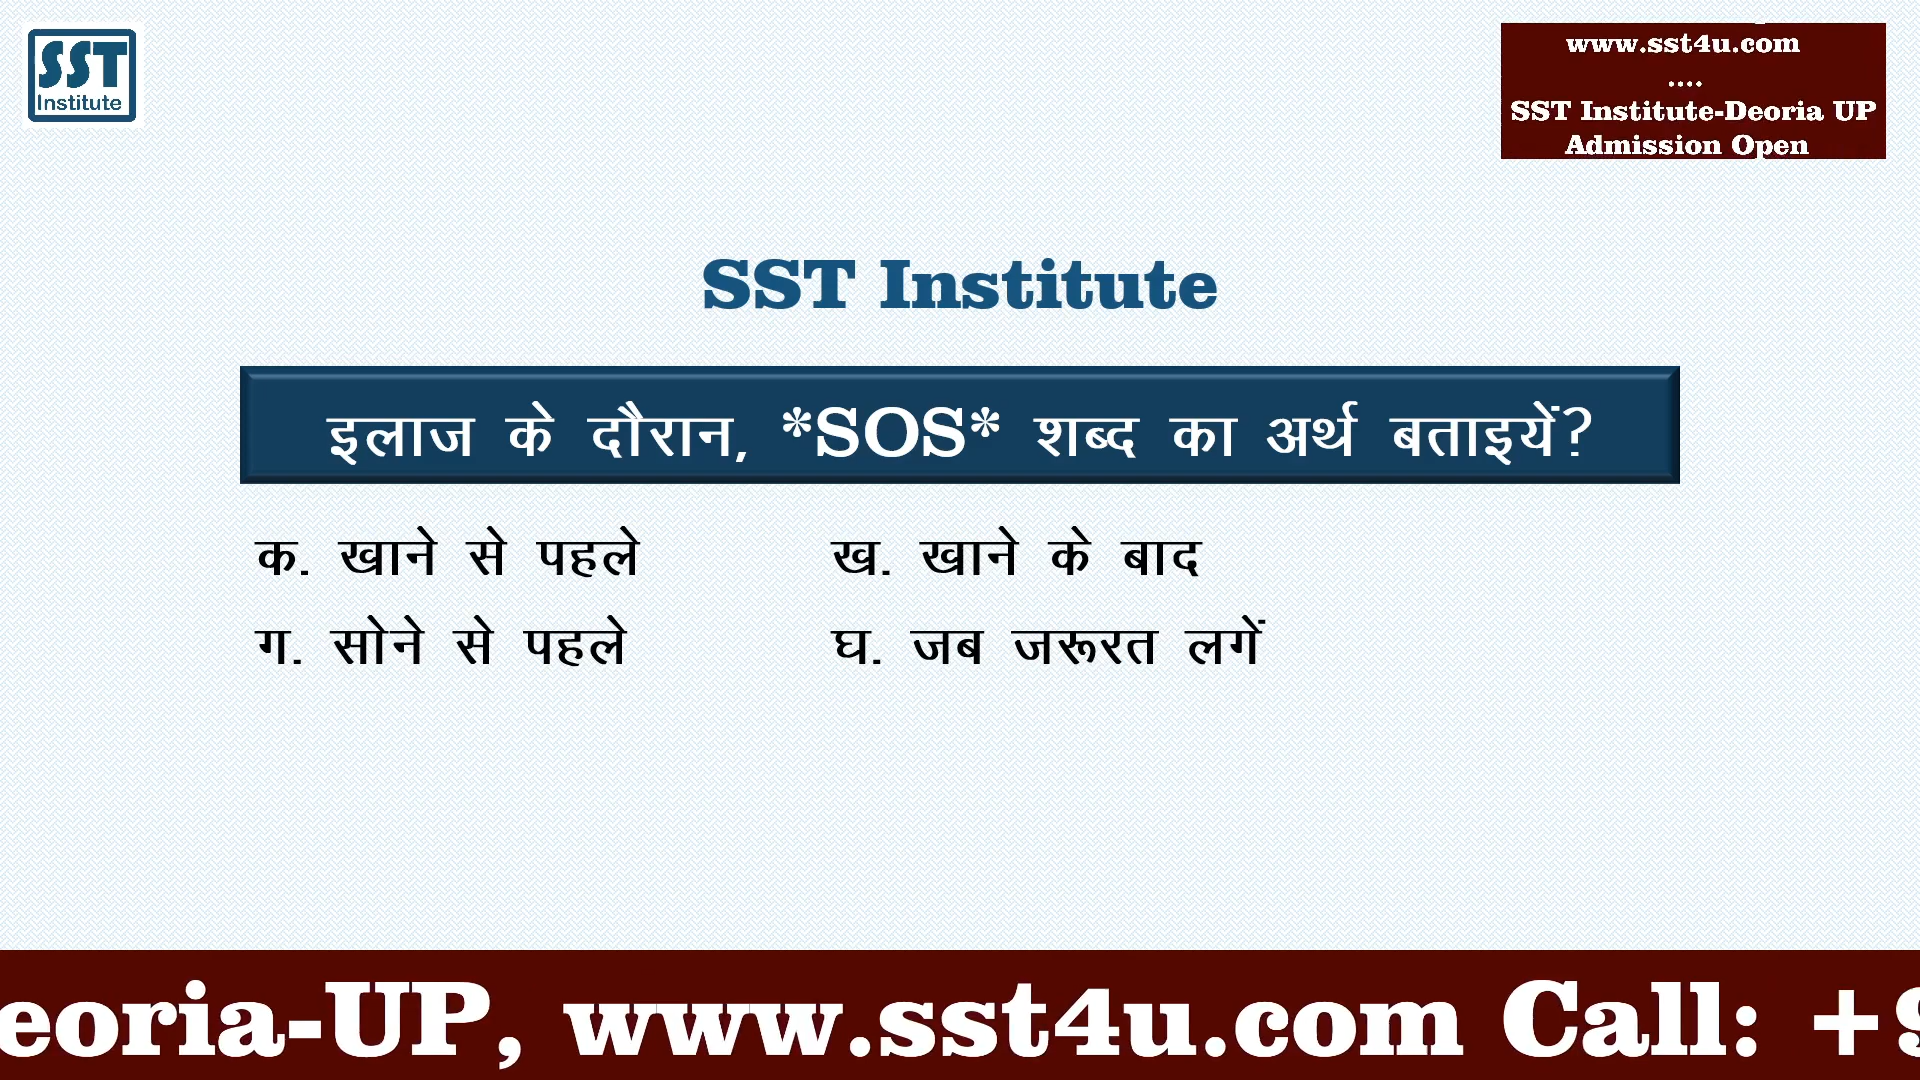 SST
Institute
www.sst4u.com
....
SST Institute-Deoria UP
Admission Open
SST Institute
इलाज के दौरान, *SOS* शब्द का अर्थ बताइयें?
क. खाने से पहले
ख. खाने के बाद
ग. सोने से पहले
घ. जब जरूरत लगें
eoria-UP, www.sst4u.com Call: +9